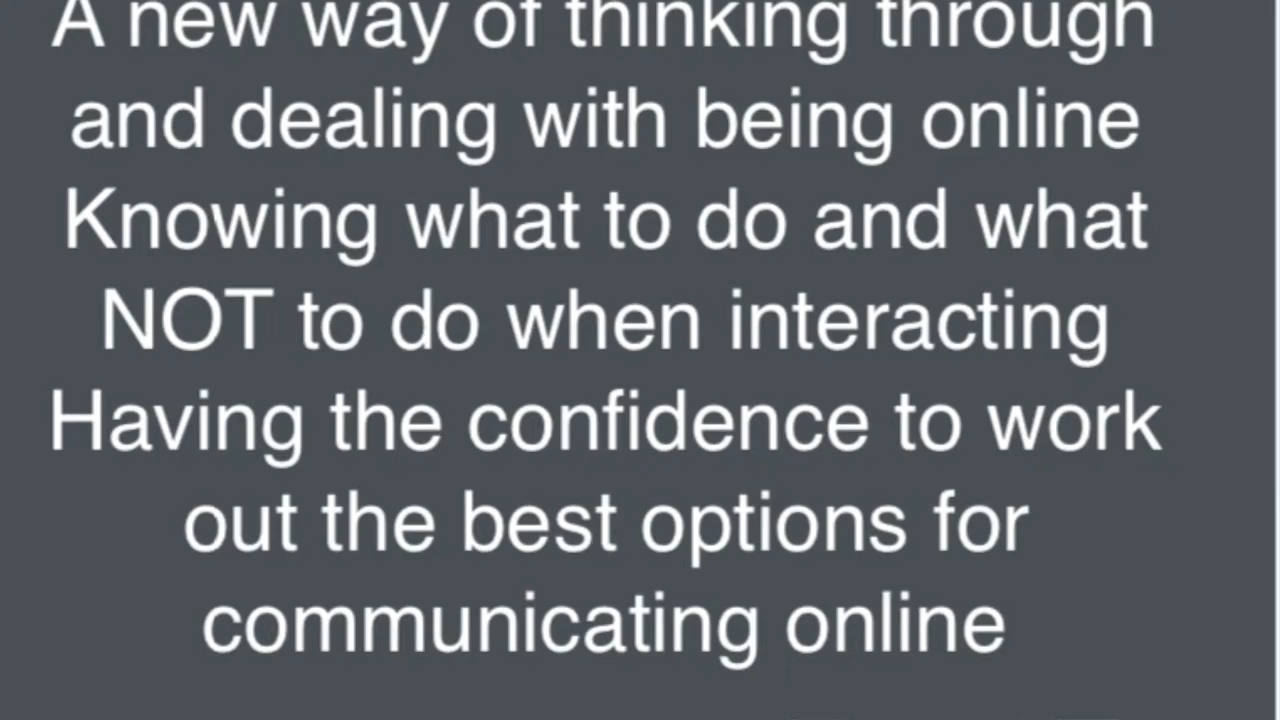 A new way of thinking through
and dealing with being online
Knowing what to do and what
NOT to do when interacting
Having the confidence to work
out the best options for
communicating online